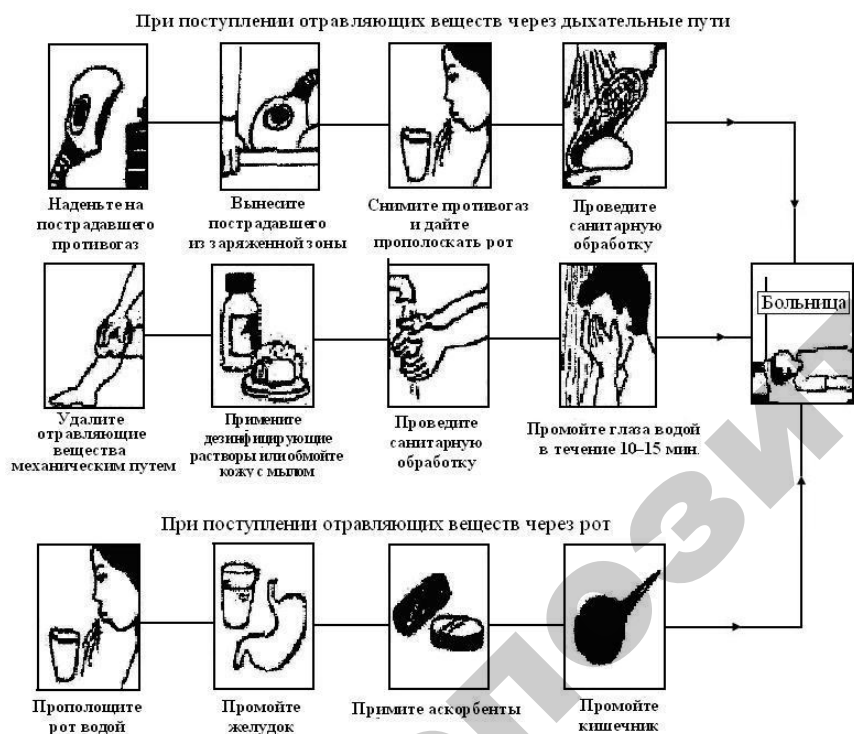 При поступлении отравляющих веществ через дыхательные пути
Наденьте на
пострадавшего
противогаз
Вынесите
пострадавшего
из заряженной зоны
Снимите противогаз
и дайте
прополоскать рот
Проведите
санитарную
обработку
Больница
Удалите
отравляющие
вещества
механическим путем
Примените
дезинфицирующие
растворы или обмойте
кожу с мылом
Проведите
санитарную
обработку
Промойте глаза водой
в течение 10–15 мин.
При поступлении отравляющих веществ через рот
Прополощите
рот водой
Промойте
желудок
Примите аскорбенты
Промойте
кишечник
позит